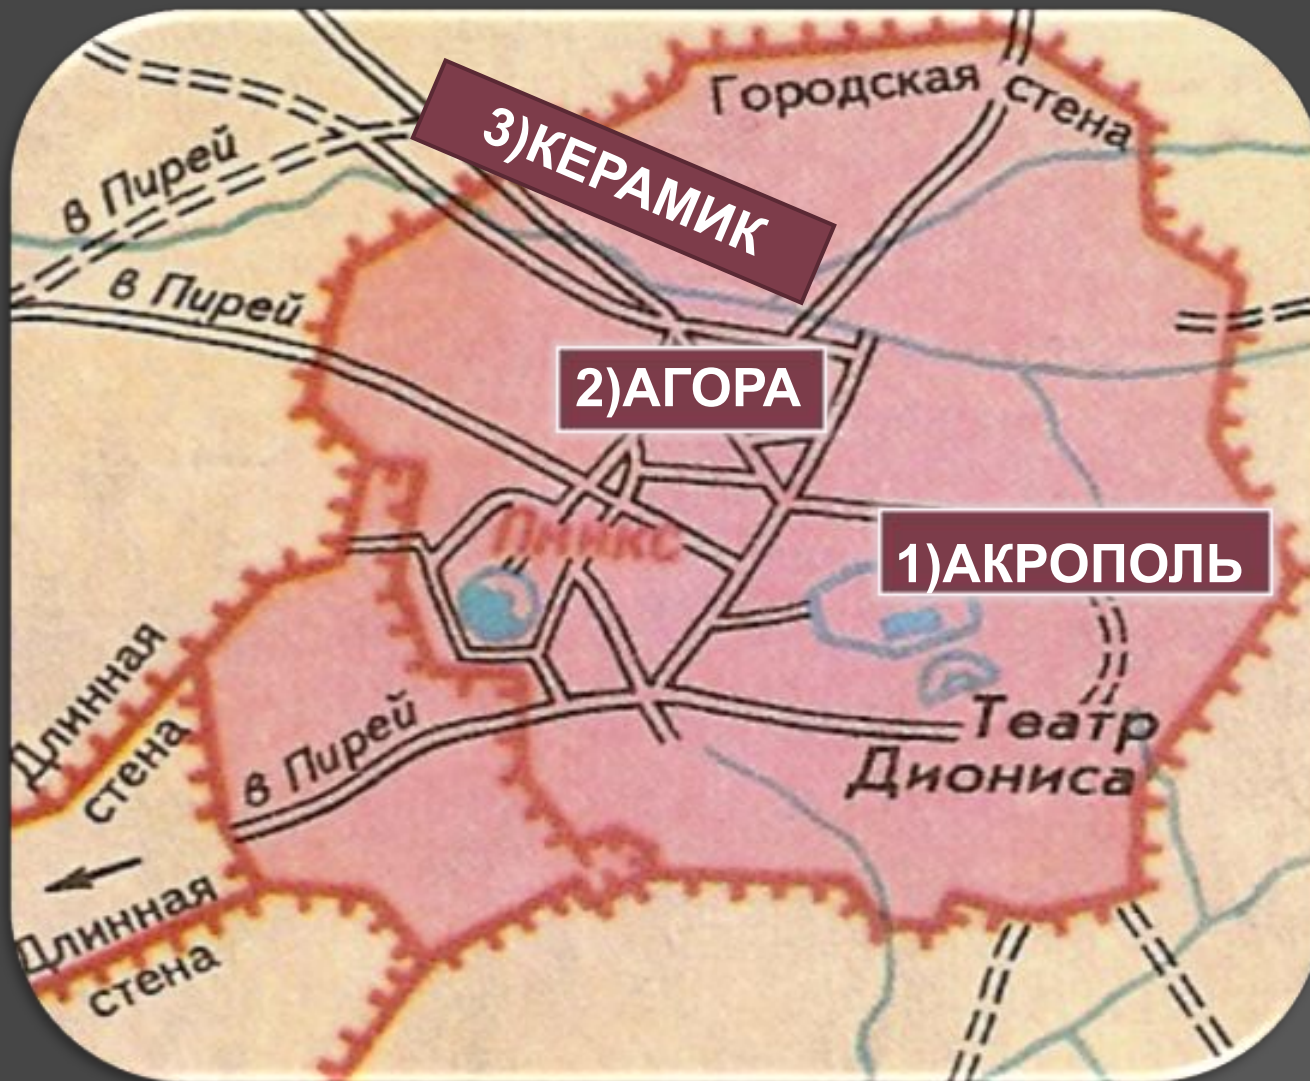 Городская стена
3)КЕРАМИК
в Пирей
в Пирей
2)АГОРА
Пникс
1)АКРОПОЛЬ
Длинная
стена
в Пирей
Театр
Диониса
Длинная
стена